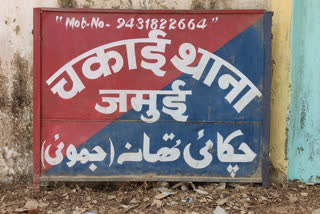 "Mob.No- 9431822664"
चकाई थाना
जमुई
چکائی تھانہ (جموئی)